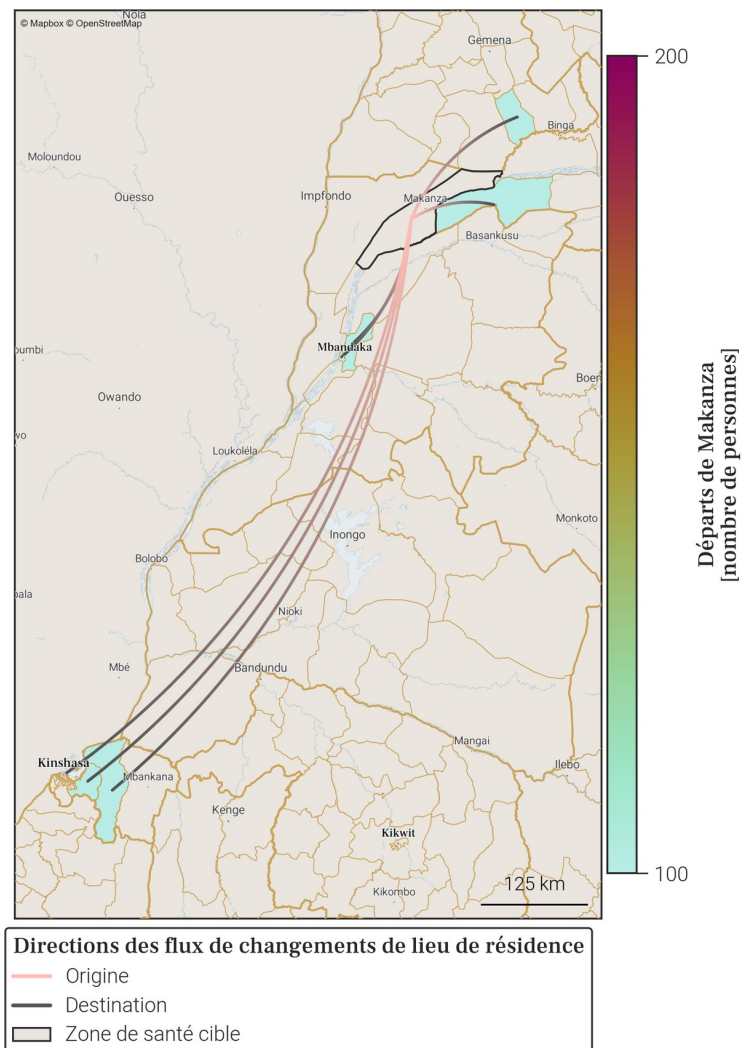 © Mapbox © OpenStreetMap
Nola
Gemena
Binga
Moloundou
Ouesso
Impfondo
Makanza
Basankusu
Mbandaka
oumbi
Owando
Boen
Loukoléla
Monkoto
Inongo
Bolobo
Nioki
Mbé
Bandundu
Mangai
Kinshasa
Mbankana
Ilebo
Kenge
Kikwit
Kikombo
125 km
200
100
Départs de Makanza
[nombre de personnes]
Directions des flux de changements de lieu de résidence
Origine
Destination
Zone de santé cible